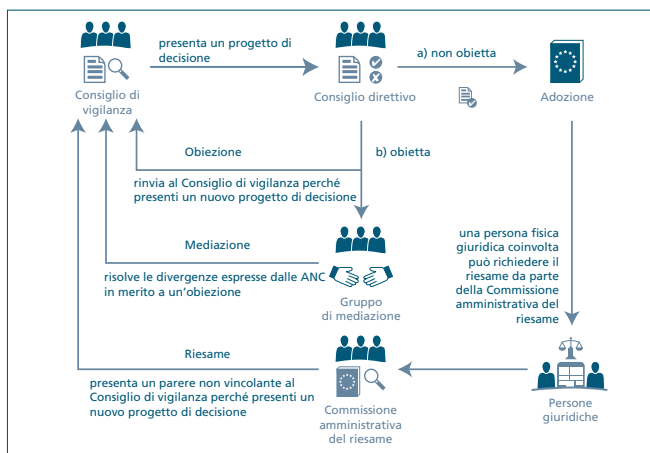 presenta un progetto di
decisione
a) non obietta
Consiglio di
vigilanza
Consiglio direttivo
Adozione
Obiezione
b) obietta
rinvia al Consiglio di vigilanza perché
presenti un nuovo progetto di decisione
una persona fisica
giuridica coinvolta
può richiedere il
riesame da parte
della Commissione
amministrativa del
riesame
Mediazione
risolve le divergenze espresse dalle ANC
in merito a un'obiezione
Gruppo
di mediazione
Riesame
presenta un parere non vincolante al
Consiglio di vigilanza perché presenti un
nuovo progetto di decisione
Commissione
amministrativa
del riesame
Persone
giuridiche